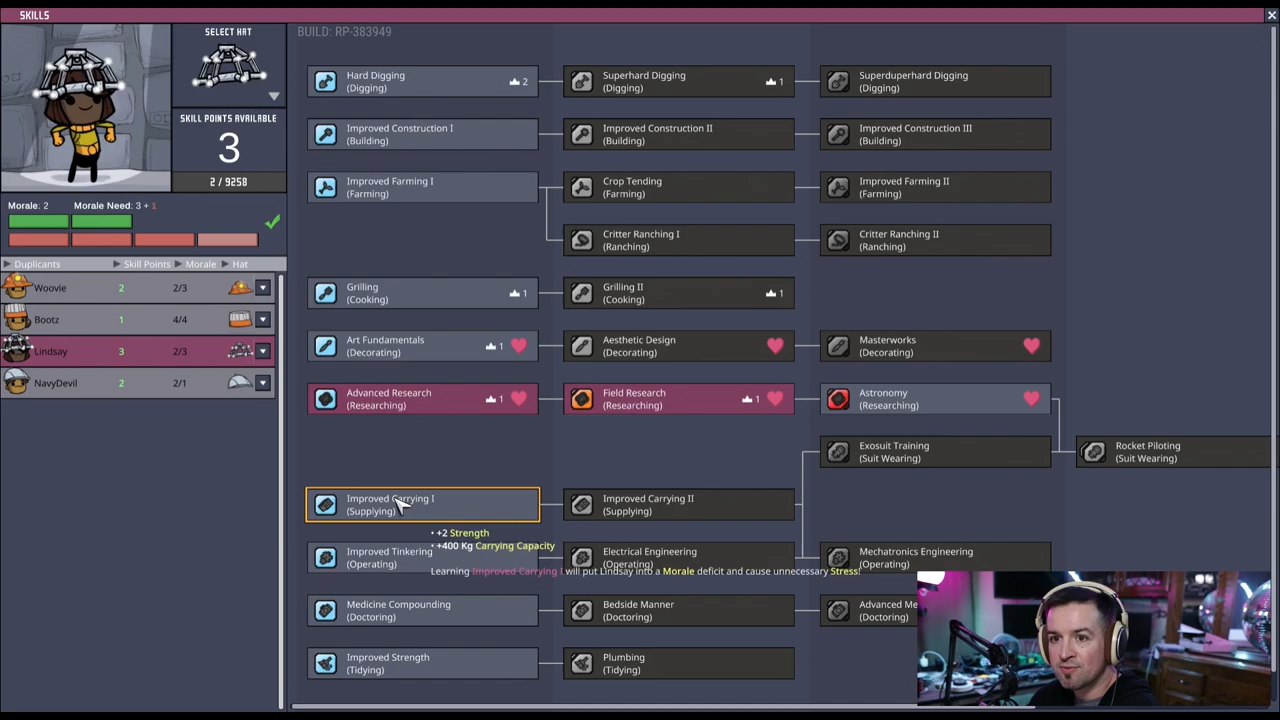 SKILLS
SELECT HAT
SKILL POINTS AVAILABLE
3
2 / 9258
Morale: 2 Morale Need: 3 + 1
Duplicants Skill Points Morale Hat
Woovie 2 2/3
Bootz 1 4/4
Lindsay 3 2/3
NavyDevil 2 2/1
BUILD: RP-383949
Hard Digging
(Digging)
2
Superhard Digging
(Digging)
1
Superduperhard Digging
(Digging)
Improved Construction I
(Building)
Improved Construction II
(Building)
Improved Construction III
(Building)
Improved Farming I
(Farming)
Crop Tending
(Farming)
Improved Farming II
(Farming)
Critter Ranching I
(Ranching)
Critter Ranching II
(Ranching)
Grilling
(Cooking)
1
Grilling II
(Cooking)
1
Art Fundamentals
(Decorating)
1
Aesthetic Design
(Decorating)
Masterworks
(Decorating)
Advanced Research
(Researching)
1
Field Research
(Researching)
1
Astronomy
(Researching)
Exosuit Training
(Suit Wearing)
Rocket Piloting
(Suit Wearing)
Improved Carrying I
(Supplying)
Improved Carrying II
(Supplying)
• +2 Strength
• +400 Kg Carrying Capacity
Learning Improved Carrying I will put Lindsay into a Morale deficit and cause unnecessary Stress!
Improved Tinkering
(Operating)
Electrical Engineering
(Operating)
Mechatronics Engineering
(Operating)
Medicine Compounding
(Doctoring)
Bedside Manner
(Doctoring)
Advanced Me
(Doctoring)
Improved Strength
(Tidying)
Plumbing
(Tidying)